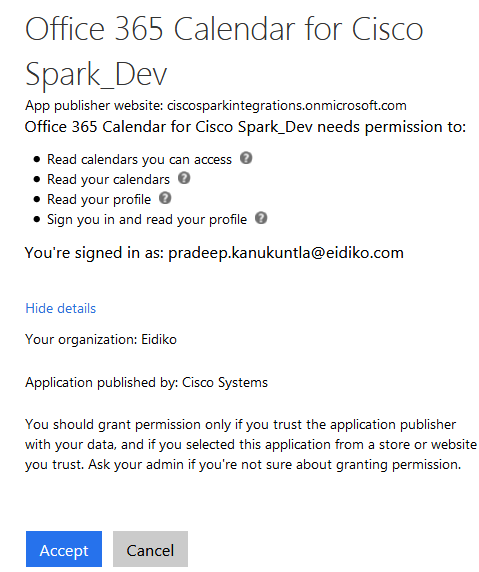 Office 365 Calendar for Cisco
Spark_Dev
App publisher website: ciscosparkintegrations.onmicrosoft.com
Office 365 Calendar for Cisco Spark_Dev needs permission to:
• Read calendars you can access ?
• Read your calendars ?
• Read your profile ?
• Sign you in and read your profile ?
You're signed in as: pradeep.kanukuntla@eidiko.com
Hide details
Your organization: Eidiko
Application published by: Cisco Systems
You should grant permission only if you trust the application publisher
with your data, and if you selected this application from a store or website
you trust. Ask your admin if you're not sure about granting permission.
Accept Cancel